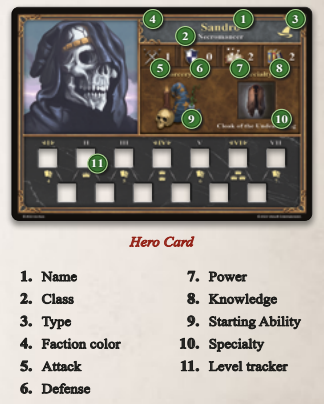 4 1 3
Sandro
2
Necromancer
5 6 7 8
9 10
Cloak of the Undead King
I II III IV V VI VII
11
Hero Card
1. Name
2. Class
3. Type
4. Faction color
5. Attack
6. Defense
7. Power
8. Knowledge
9. Starting Ability
10. Specialty
11. Level tracker